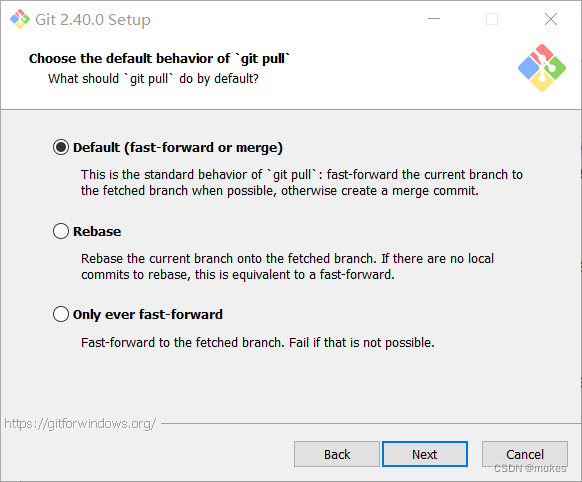 Git 2.40.0 Setup
Choose the default behavior of `git pull`
What should `git pull` do by default?
Default (fast-forward or merge)
This is the standard behavior of `git pull`: fast-forward the current branch to
the fetched branch when possible, otherwise create a merge commit.
Rebase
Rebase the current branch onto the fetched branch. If there are no local
commits to rebase, this is equivalent to a fast-forward.
Only ever fast-forward
Fast-forward to the fetched branch. Fail if that is not possible.
https://gitforwindows.org/
Back Next Cancel
CSDN @mukes